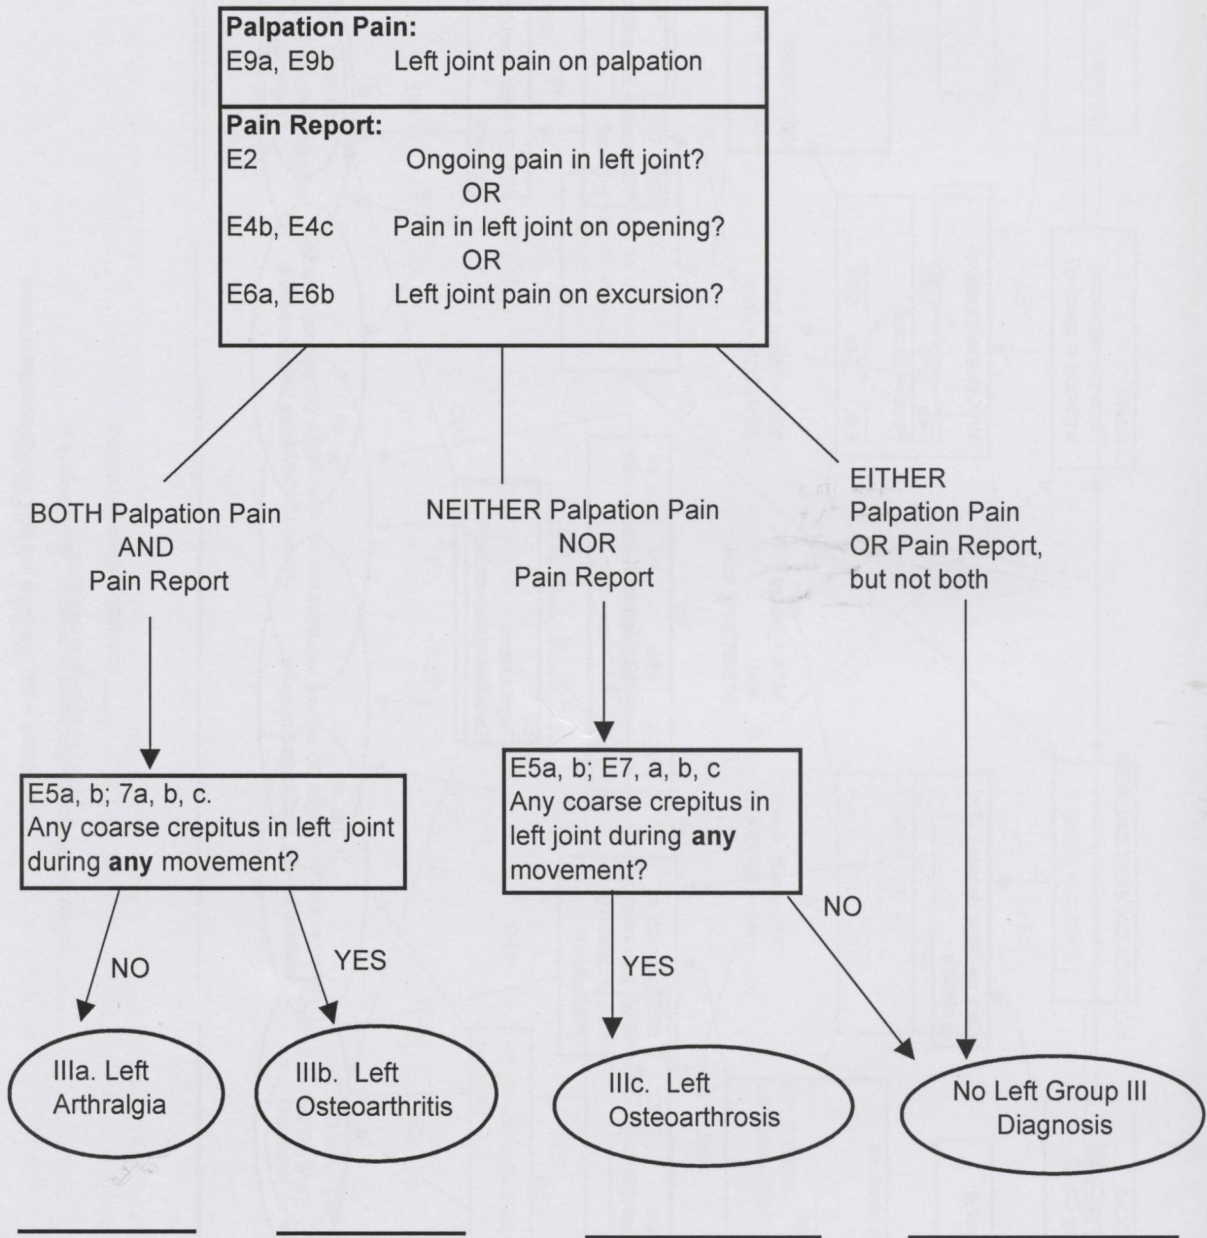 Palpation Pain:
E9a, E9b Left joint pain on palpation
Pain Report:
E2 Ongoing pain in left joint?
OR
E4b, E4c Pain in left joint on opening?
OR
E6a, E6b Left joint pain on excursion?
BOTH Palpation Pain
AND
Pain Report
NEITHER Palpation Pain
NOR
Pain Report
EITHER
Palpation Pain
OR Pain Report,
but not both
E5a, b; 7a, b, c.
Any coarse crepitus in left joint
during any movement?
E5a, b; E7, a, b, c
Any coarse crepitus in
left joint during any
movement?
NO
YES
YES
NO
IIIa. Left
Arthralgia
IIIb. Left
Osteoarthritis
IIIc. Left
Osteoarthrosis
No Left Group III
Diagnosis